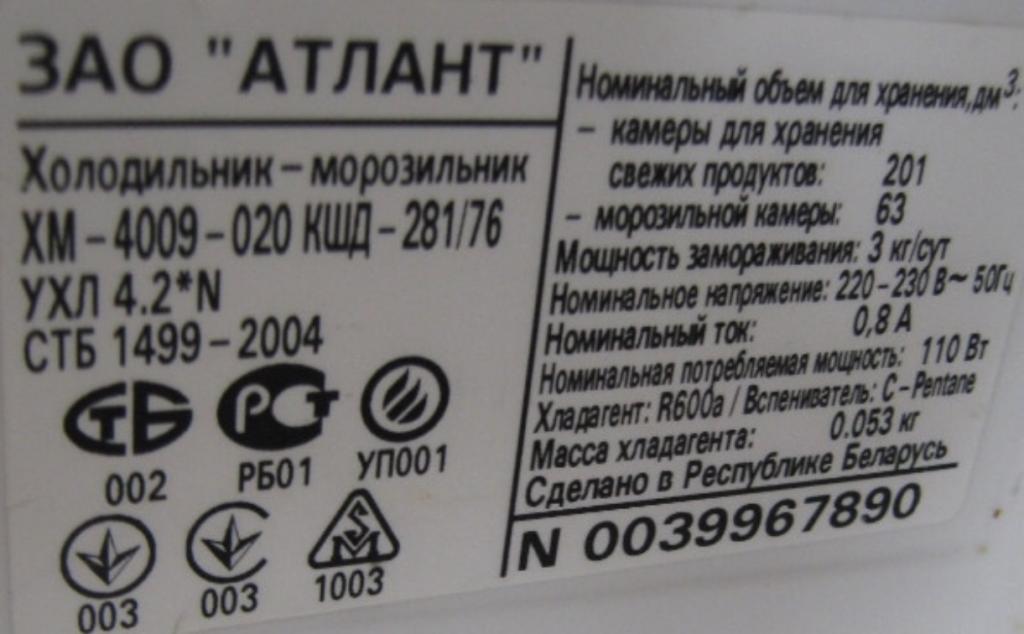 ЗАО "АТЛАНТ"
Холодильник – морозильник
ХМ – 4009 – 020 КШД – 281/76
УХЛ 4.2*N
СТБ 1499 – 2004
СТБ РСТ
002 РБ01 УП001
003 003 1003
Номинальный объем для хранения, дм³:
– камеры для хранения
свежих продуктов: 201
– морозильной камеры: 63
Мощность замораживания: 3 кг/сут
Номинальное напряжение: 220 – 230 В ~ 50Гц
Номинальный ток: 0,8 А
Номинальная потребляемая мощность: 110 Вт
Хладагент: R600a / Вспениватель: C – Pentane
Масса хладагента: 0.053 кг
Сделано в Республике Беларусь
N 0039967890